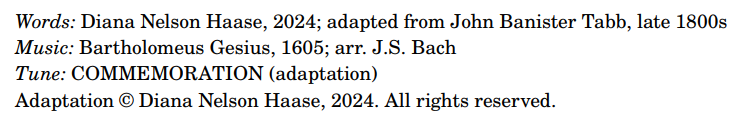 Words: Diana Nelson Haase, 2024; adapted from John Banister Tabb, late 1800s
Music: Bartholomeus Gesius, 1605; arr. J.S. Bach
Tune: COMMEMORATION (adaptation)
Adaptation © Diana Nelson Haase, 2024. All rights reserved.